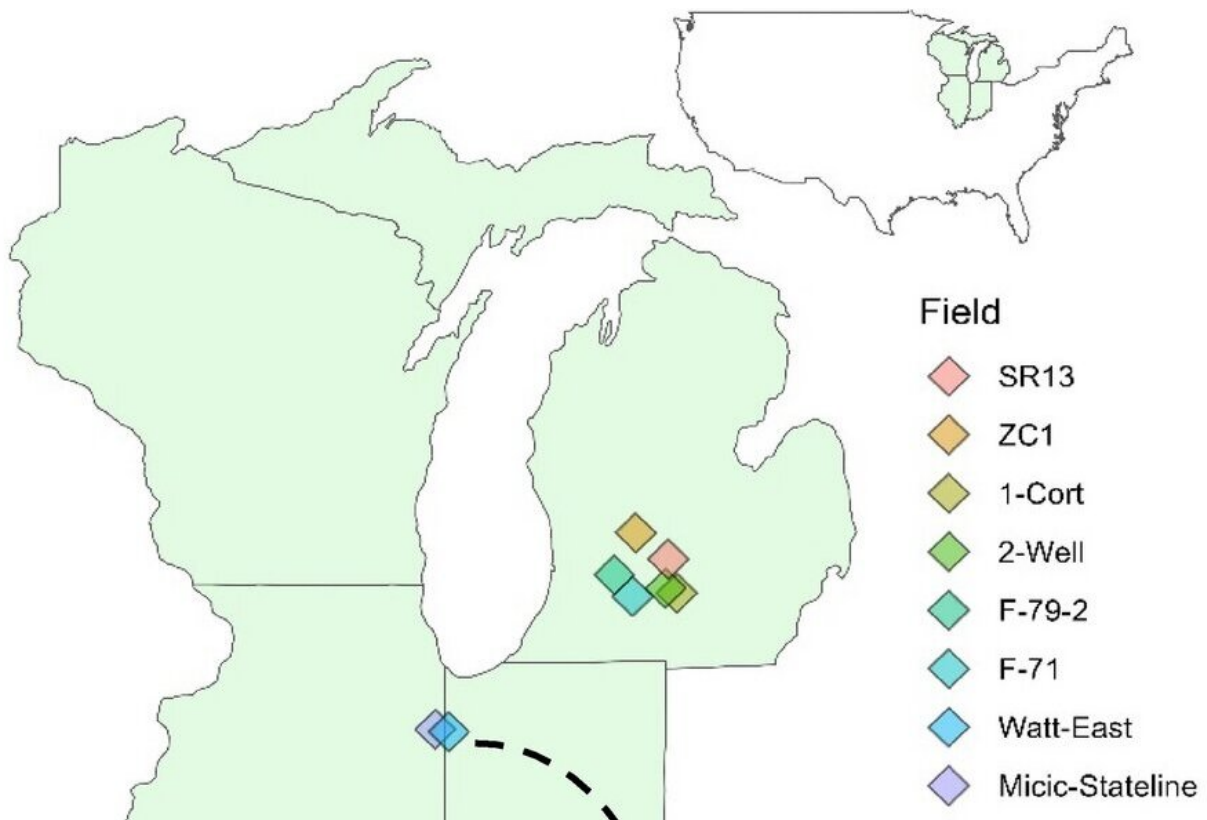 Field
SR13
ZC1
1-Cort
2-Well
F-79-2
F-71
Watt-East
Micic-Stateline